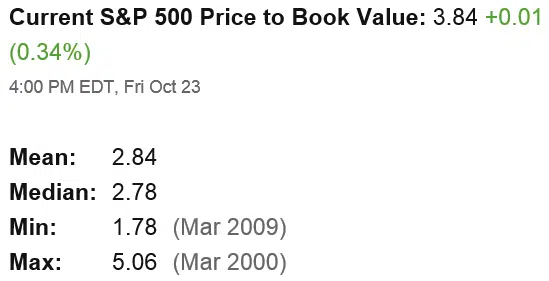 Current S&P 500 Price to Book Value: 3.84 +0.01
(0.34%)
4:00 PM EDT, Fri Oct 23
Mean: 2.84
Median: 2.78
Min: 1.78 (Mar 2009)
Max: 5.06 (Mar 2000)